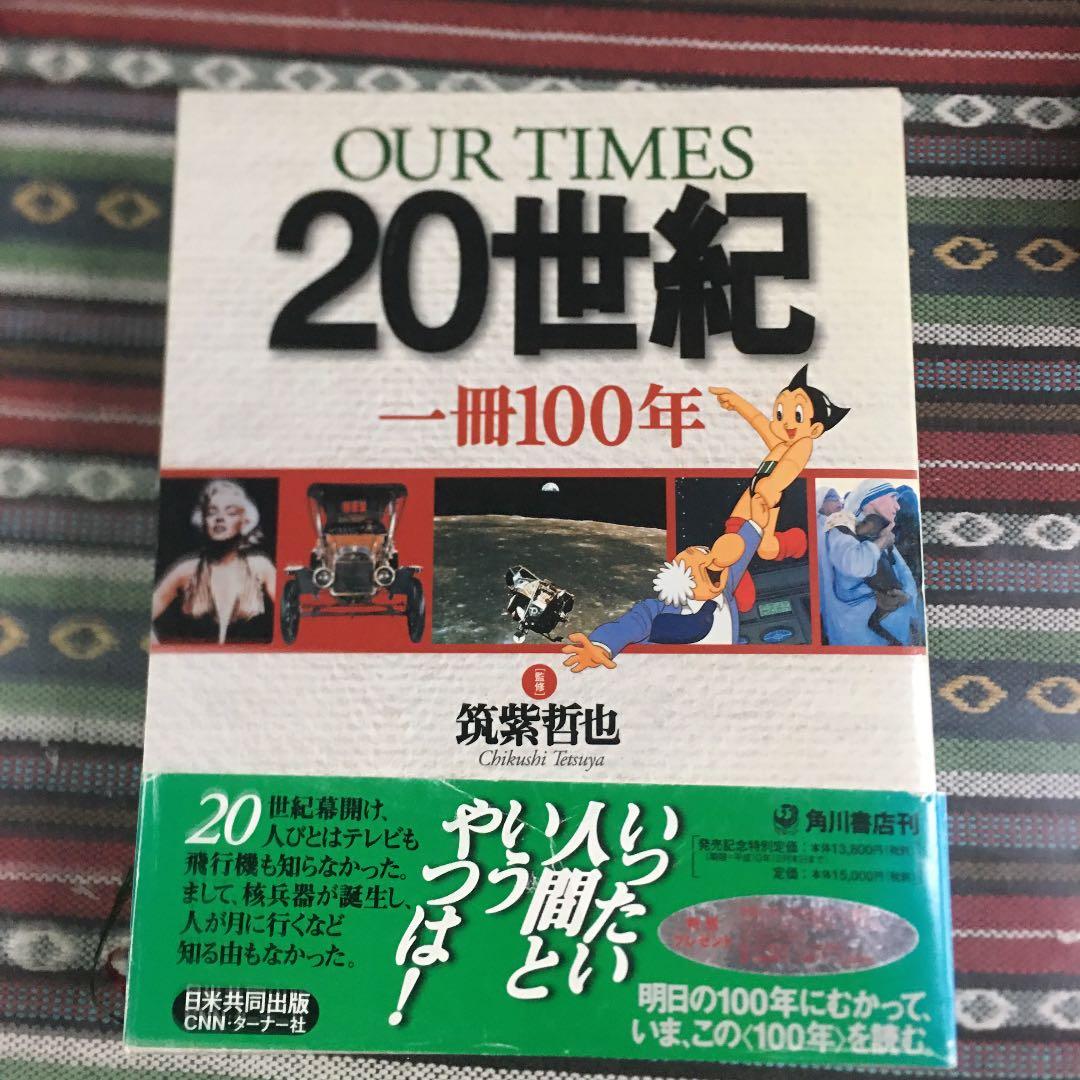 OUR TIMES
20世紀
一冊100年
[監修]
筑紫哲也
Chikushi Tetsuya
20世紀幕開け、
人びとはテレビも
飛行機も知らなかった。
まして、核兵器が誕生し、
人が月に行くなど
知る由もなかった。
日米共同出版
CNN・ターナー社
いったい
人間と
いう
やつは!
角川書店刊
発売記念特別定価:本体13,800円(税別)
定価:本体15,000円(税別)
特別
プレゼント
明日の100年にむかって、
いま、この〈100年〉を読む。